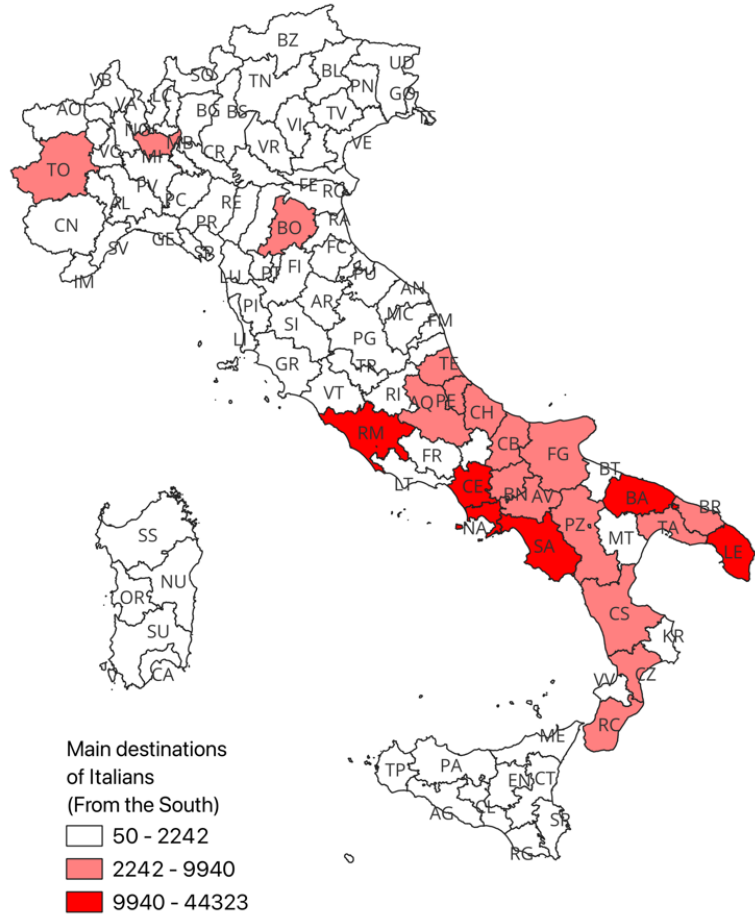 BZ
UD
BL
SO
TN
PN
VB
GO
LC
AO
VA
BG
BS
TV
TS
NO
VI
MB
VE
VR
CR
VC
MI
TO
PV
FE
RO
PC
RE
AL
PR
RA
CN
BO
GE
FC
SV
SP
FI
PT
PU
LU
IM
AN
PI
AR
MC
FM
SI
LI
PG
GR
TR
TE
VT
RI
AQ
PE
CH
RM
CB
FR
FG
BT
LT
CE
BN
AV
BA
BR
NA
PZ
TA
MT
SS
SA
LE
NU
OR
CS
SU
KR
CA
VV
CZ
RC
ME
Main destinations
of Italians
(From the South)
TP
PA
EN
CT
AG
CL
SR
RG
50 - 2242
2242 - 9940
9940 - 44323